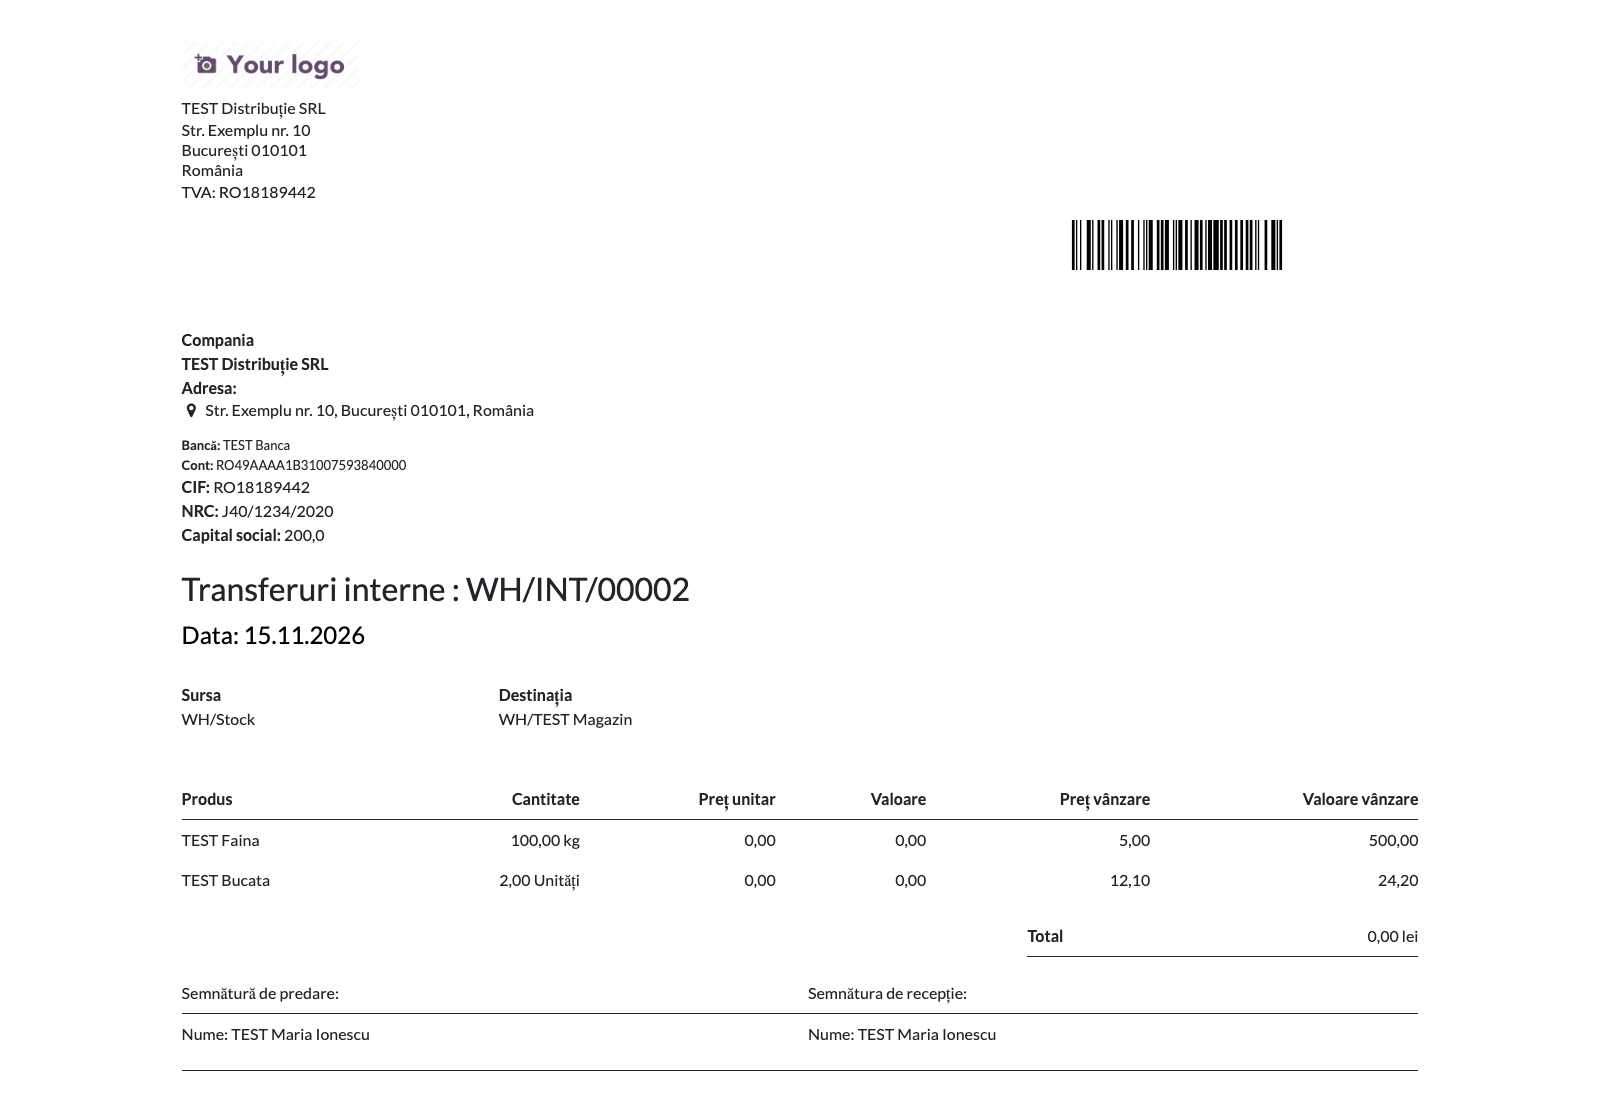 Your logo
TEST Distribuție SRL
Str. Exemplu nr. 10
București 010101
România
TVA: RO18189442
Compania
TEST Distribuție SRL
Adresa:
Str. Exemplu nr. 10, București 010101, România
Bancă: TEST Banca
Cont: RO49AAAA1B31007593840000
CIF: RO18189442
NRC: J40/1234/2020
Capital social: 200,0
Transferuri interne : WH/INT/00002
Data: 15.11.2026
Sursa Destinația
WH/Stock WH/TEST Magazin
Produs Cantitate Preț unitar Valoare Preț vânzare Valoare vânzare
TEST Faina 100,00 kg 0,00 0,00 5,00 500,00
TEST Bucata 2,00 Unități 0,00 0,00 12,10 24,20
Total 0,00 lei
Semnătură de predare: Semnătura de recepție:
Nume: TEST Maria Ionescu Nume: TEST Maria Ionescu